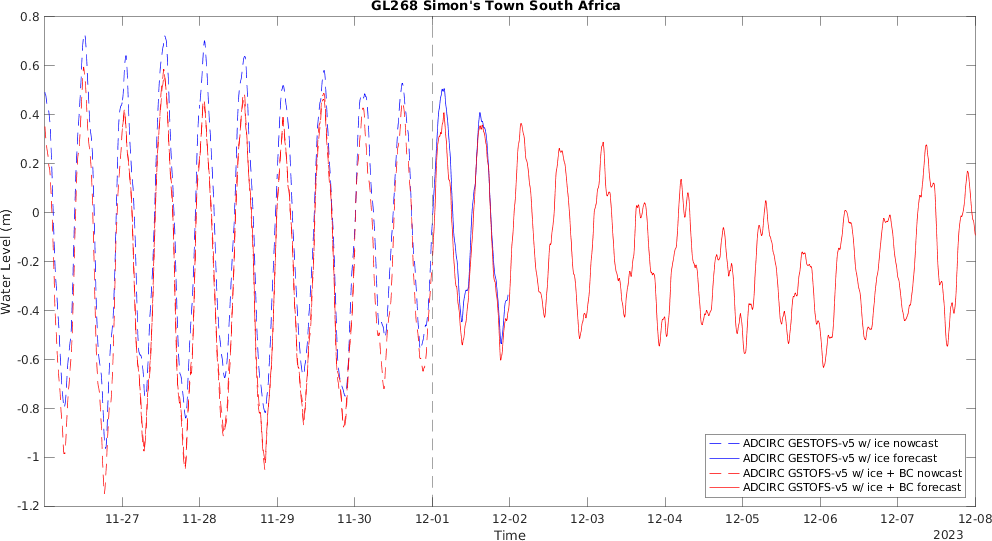 GL268 Simon's Town South Africa
0.8
0.6
0.4
0.2
0
-0.2
-0.4
-0.6
-0.8
-1
-1.2
Water Level (m)
11-27 11-28 11-29 11-30 12-01 12-02 12-03 12-04 12-05 12-06 12-07 12-08
Time
2023
ADCIRC GESTOFS-v5 w/ ice nowcast
ADCIRC GESTOFS-v5 w/ ice forecast
ADCIRC GSTOFS-v5 w/ ice + BC nowcast
ADCIRC GSTOFS-v5 w/ ice + BC forecast